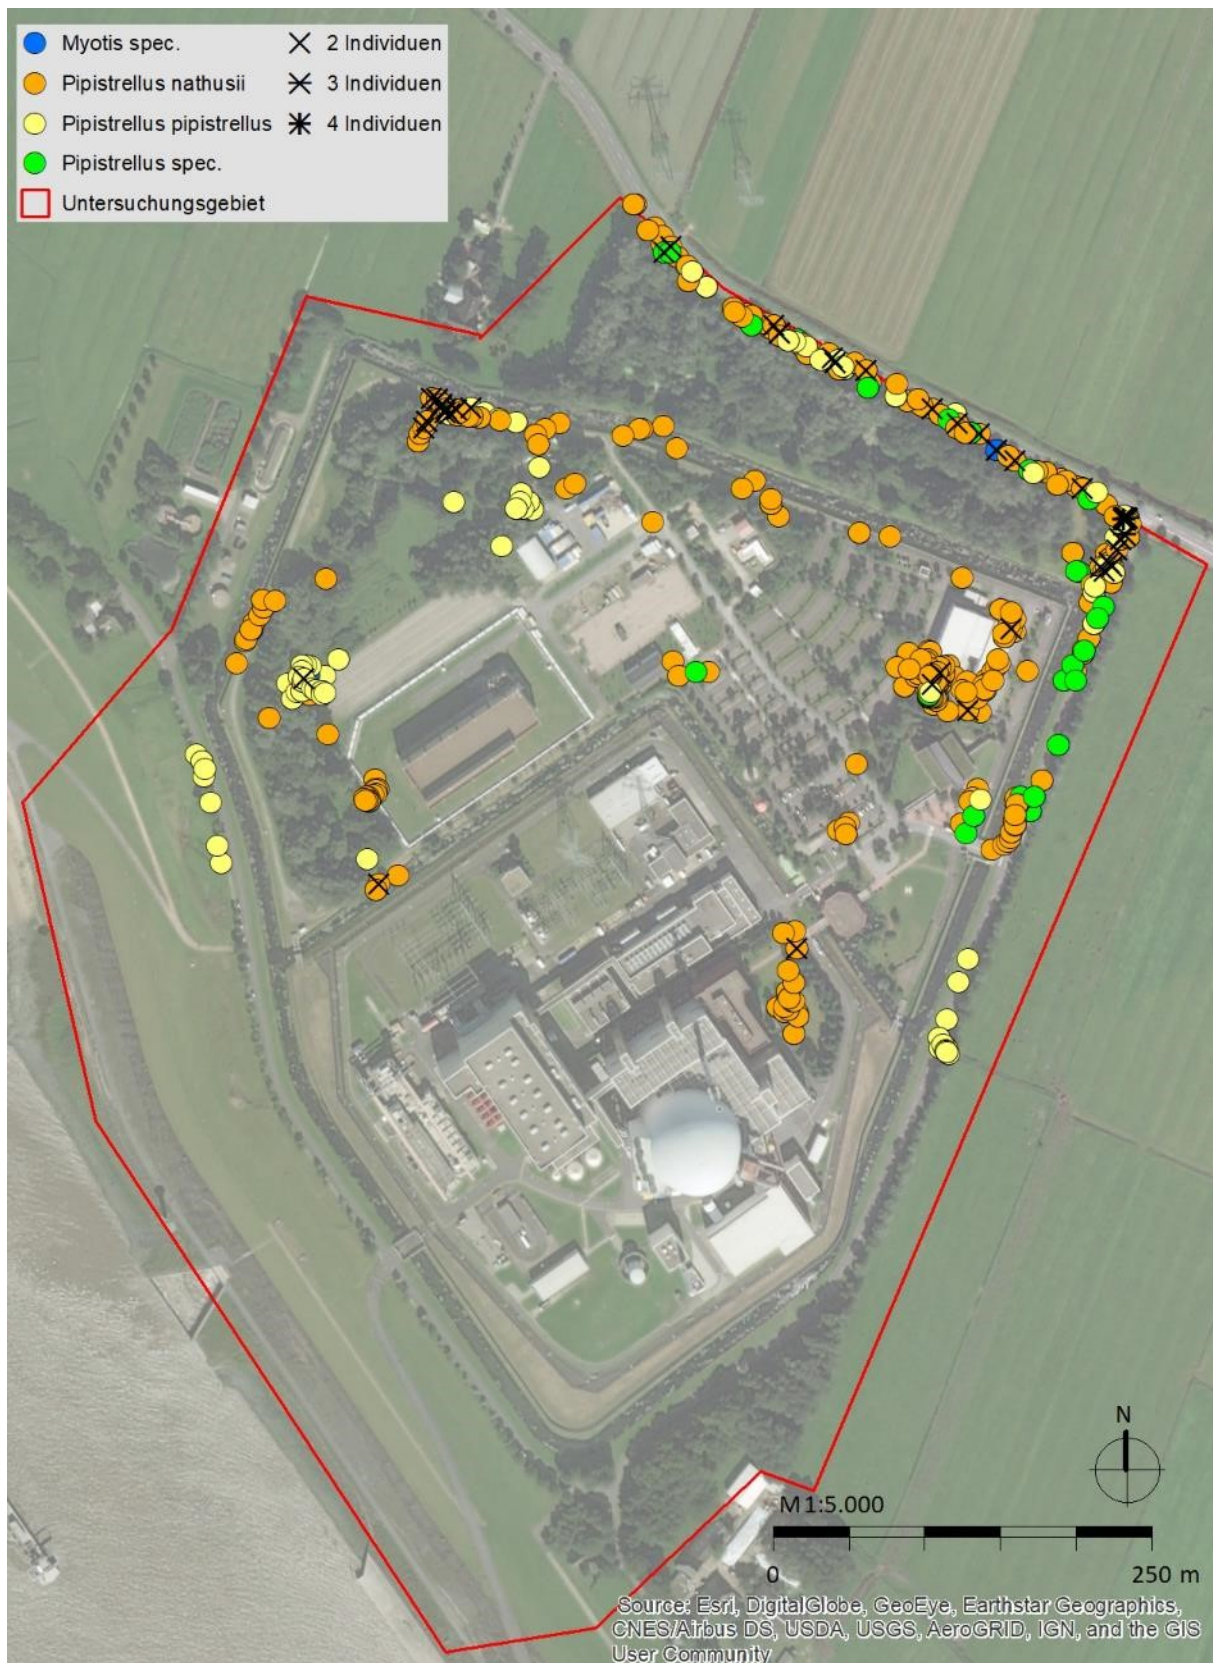 Myotis spec.
Pipistrellus nathusii
Pipistrellus pipistrellus
Pipistrellus spec.
Untersuchungsgebiet
2 Individuen
3 Individuen
4 Individuen
N
M 1:5.000
0
250 m
Source: Esri, DigitalGlobe, GeoEye, Earthstar Geographics,
CNES/Airbus DS, USDA, USGS, AeroGRID, IGN, and the GIS
User Community